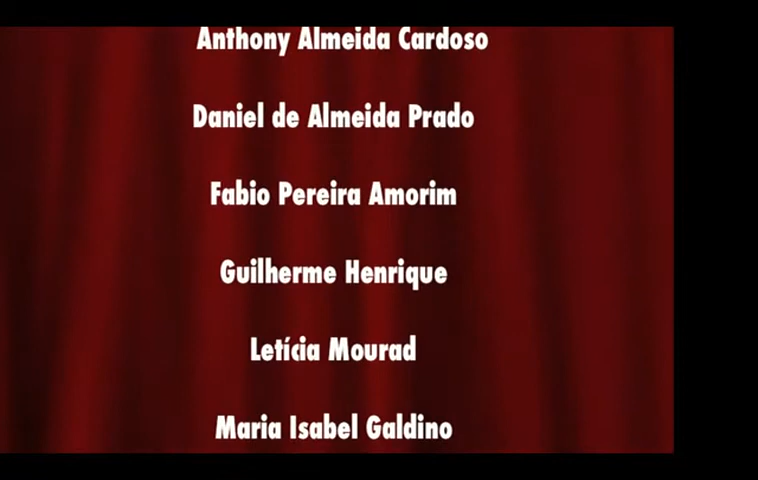 Anthony Almeida Cardoso
Daniel de Almeida Prado
Fabio Pereira Amorim
Guilherme Henrique
Letícia Mourad
Maria Isabel Galdino